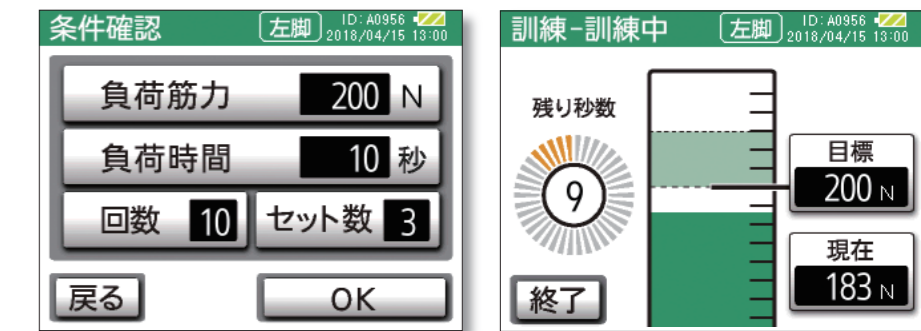 条件確認
左脚
ID:A0956
2018/04/15 13:00
負荷筋力 200 N
負荷時間 10 秒
回数 10 セット数 3
戻る OK
訓練-訓練中
左脚
ID:A0956
2018/04/15 13:00
残り秒数
9
目標
200 N
現在
183 N
終了